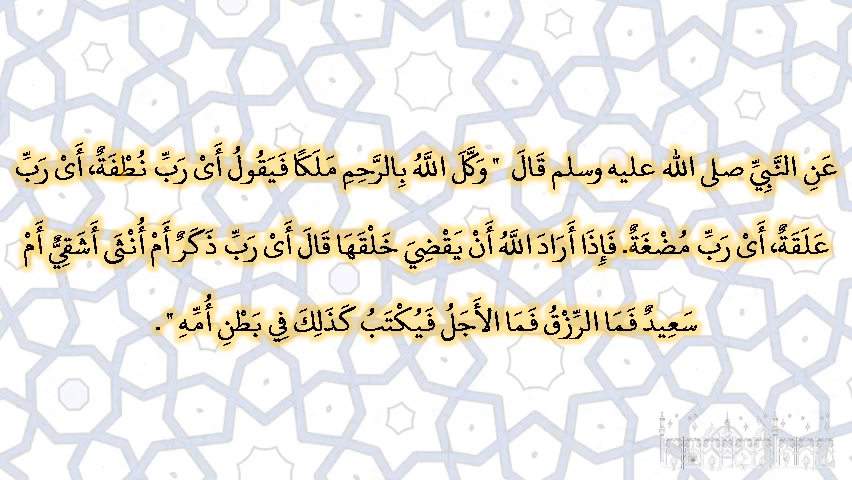 عَنِ النَّبِيِّ صلى الله عليه وسلم قَالَ " وَكَّلَ اللَّهُ بِالرَّحِمِ مَلَكًا فَيَقُولُ أَىْ رَبِّ نُطْفَةٌ، أَىْ رَبِّ
عَلَقَةٌ، أَىْ رَبِّ مُضْغَةٌ. فَإِذَا أَرَادَ اللَّهُ أَنْ يَقْضِيَ خَلْقَهَا قَالَ أَىْ رَبِّ ذَكَرٌ أَمْ أُنْثَى أَشَقِيٌّ أَمْ
سَعِيدٌ فَمَا الرِّزْقُ فَمَا الأَجَلُ فَيُكْتَبُ كَذَلِكَ فِي بَطْنِ أُمِّهِ ".